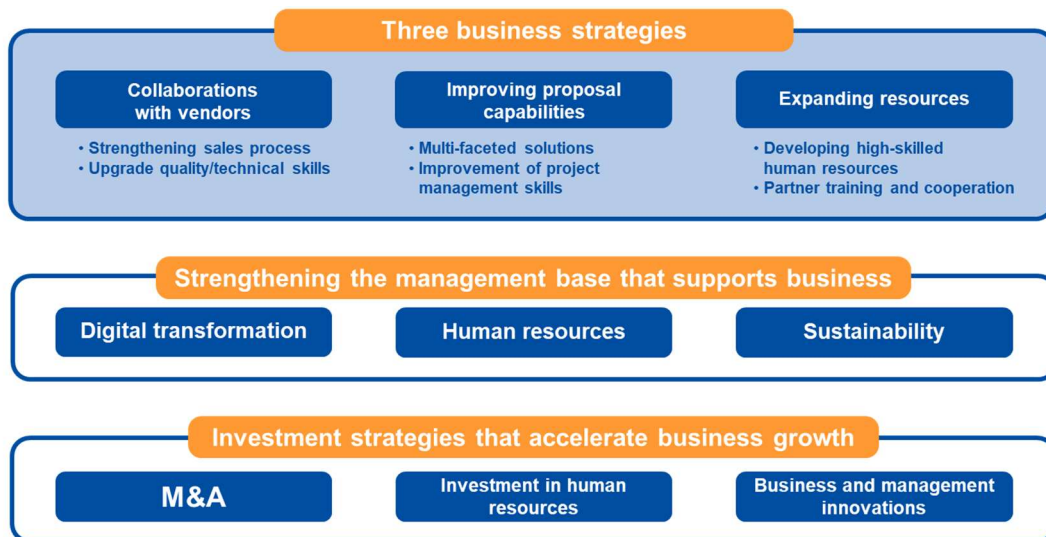 Three business strategies
Collaborations
with vendors
• Strengthening sales process
• Upgrade quality/technical skills
Improving proposal
capabilities
• Multi-faceted solutions
• Improvement of project
management skills
Expanding resources
• Developing high-skilled
human resources
• Partner training and cooperation
Strengthening the management base that supports business
Digital transformation
Human resources
Sustainability
Investment strategies that accelerate business growth
M&A
Investment in human
resources
Business and management
innovations